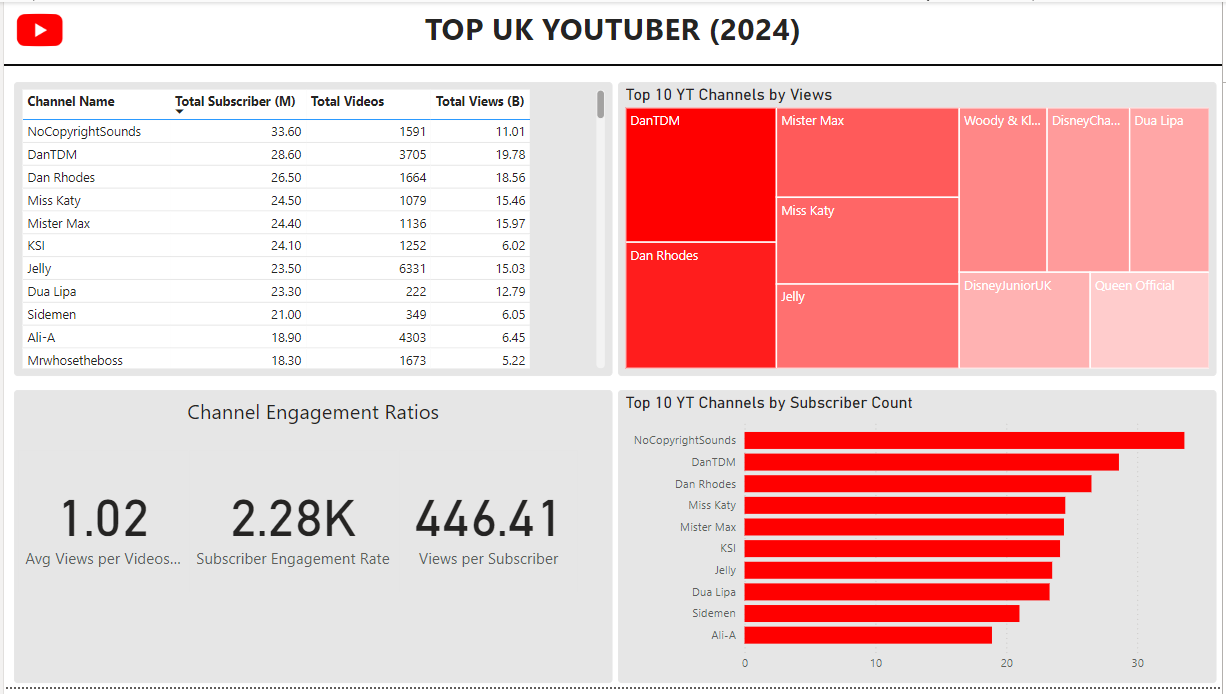 TOP UK YOUTUBER (2024)
Channel Name Total Subscriber (M) Total Videos Total Views (B)
NoCopyrightSounds 33.60 1591 11.01
DanTDM 28.60 3705 19.78
Dan Rhodes 26.50 1664 18.56
Miss Katy 24.50 1079 15.46
Mister Max 24.40 1136 15.97
KSI 24.10 1252 6.02
Jelly 23.50 6331 15.03
Dua Lipa 23.30 222 12.79
Sidemen 21.00 349 6.05
Ali-A 18.90 4303 6.45
Mrwhosetheboss 18.30 1673 5.22
Top 10 YT Channels by Views
DanTDM
Dan Rhodes
Mister Max
Miss Katy
Jelly
Woody & Kl...
DisneyCha...
Dua Lipa
DisneyJuniorUK
Queen Official
Channel Engagement Ratios
1.02
Avg Views per Videos...
2.28K
Subscriber Engagement Rate
446.41
Views per Subscriber
Top 10 YT Channels by Subscriber Count
NoCopyrightSounds
DanTDM
Dan Rhodes
Miss Katy
Mister Max
KSI
Jelly
Dua Lipa
Sidemen
Ali-A
0 10 20 30